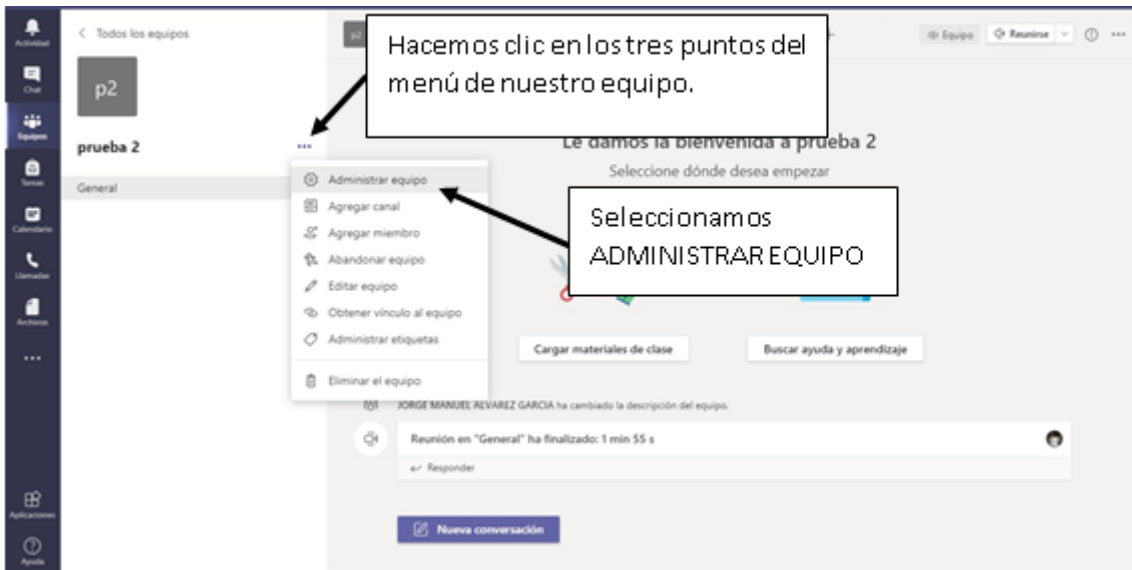 Actividad
Chat
Equipos
Tareas
Calendario
Llamadas
Archivos
Aplicaciones
Ayuda
Todos los equipos
p2
prueba 2
General
Hacemos clic en los tres puntos del
menú de nuestro equipo.
Equipo
Reunirse
Administrar equipo
Agregar canal
Agregar miembro
Abandonar equipo
Editar equipo
Obtener vínculo al equipo
Administrar etiquetas
Eliminar el equipo
Le damos la bienvenida a prueba 2
Seleccione dónde desea empezar
Seleccionamos
ADMINISTRAR EQUIPO
Cargar materiales de clase
Buscar ayuda y aprendizaje
JORGE MANUEL ALVAREZ GARCIA ha cambiado la descripción del equipo.
Reunión en "General" ha finalizado: 1 min 55 s
Responder
Nueva conversación